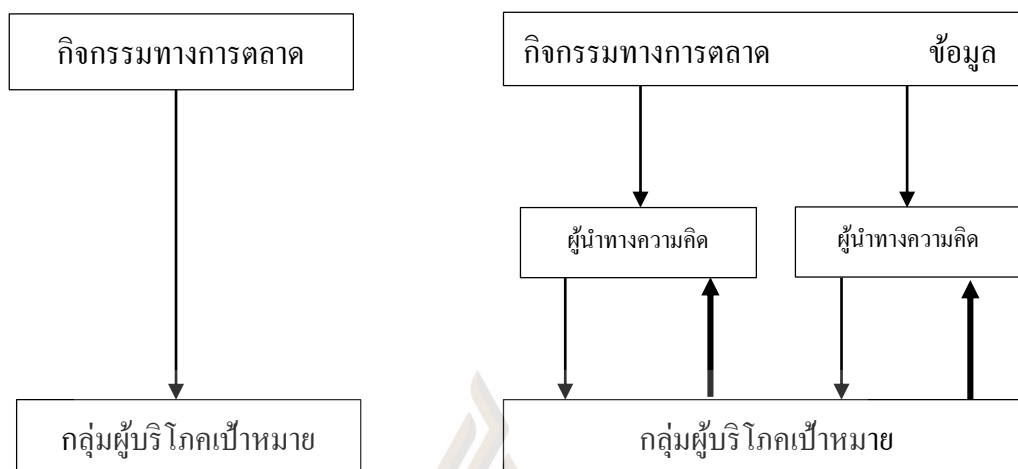 กิจกรรมทางการตลาด
กิจกรรมทางการตลาด ข้อมูล
ผู้นำทางความคิด
ผู้นำทางความคิด
กลุ่มผู้บริโภคเป้าหมาย
กลุ่มผู้บริโภคเป้าหมาย